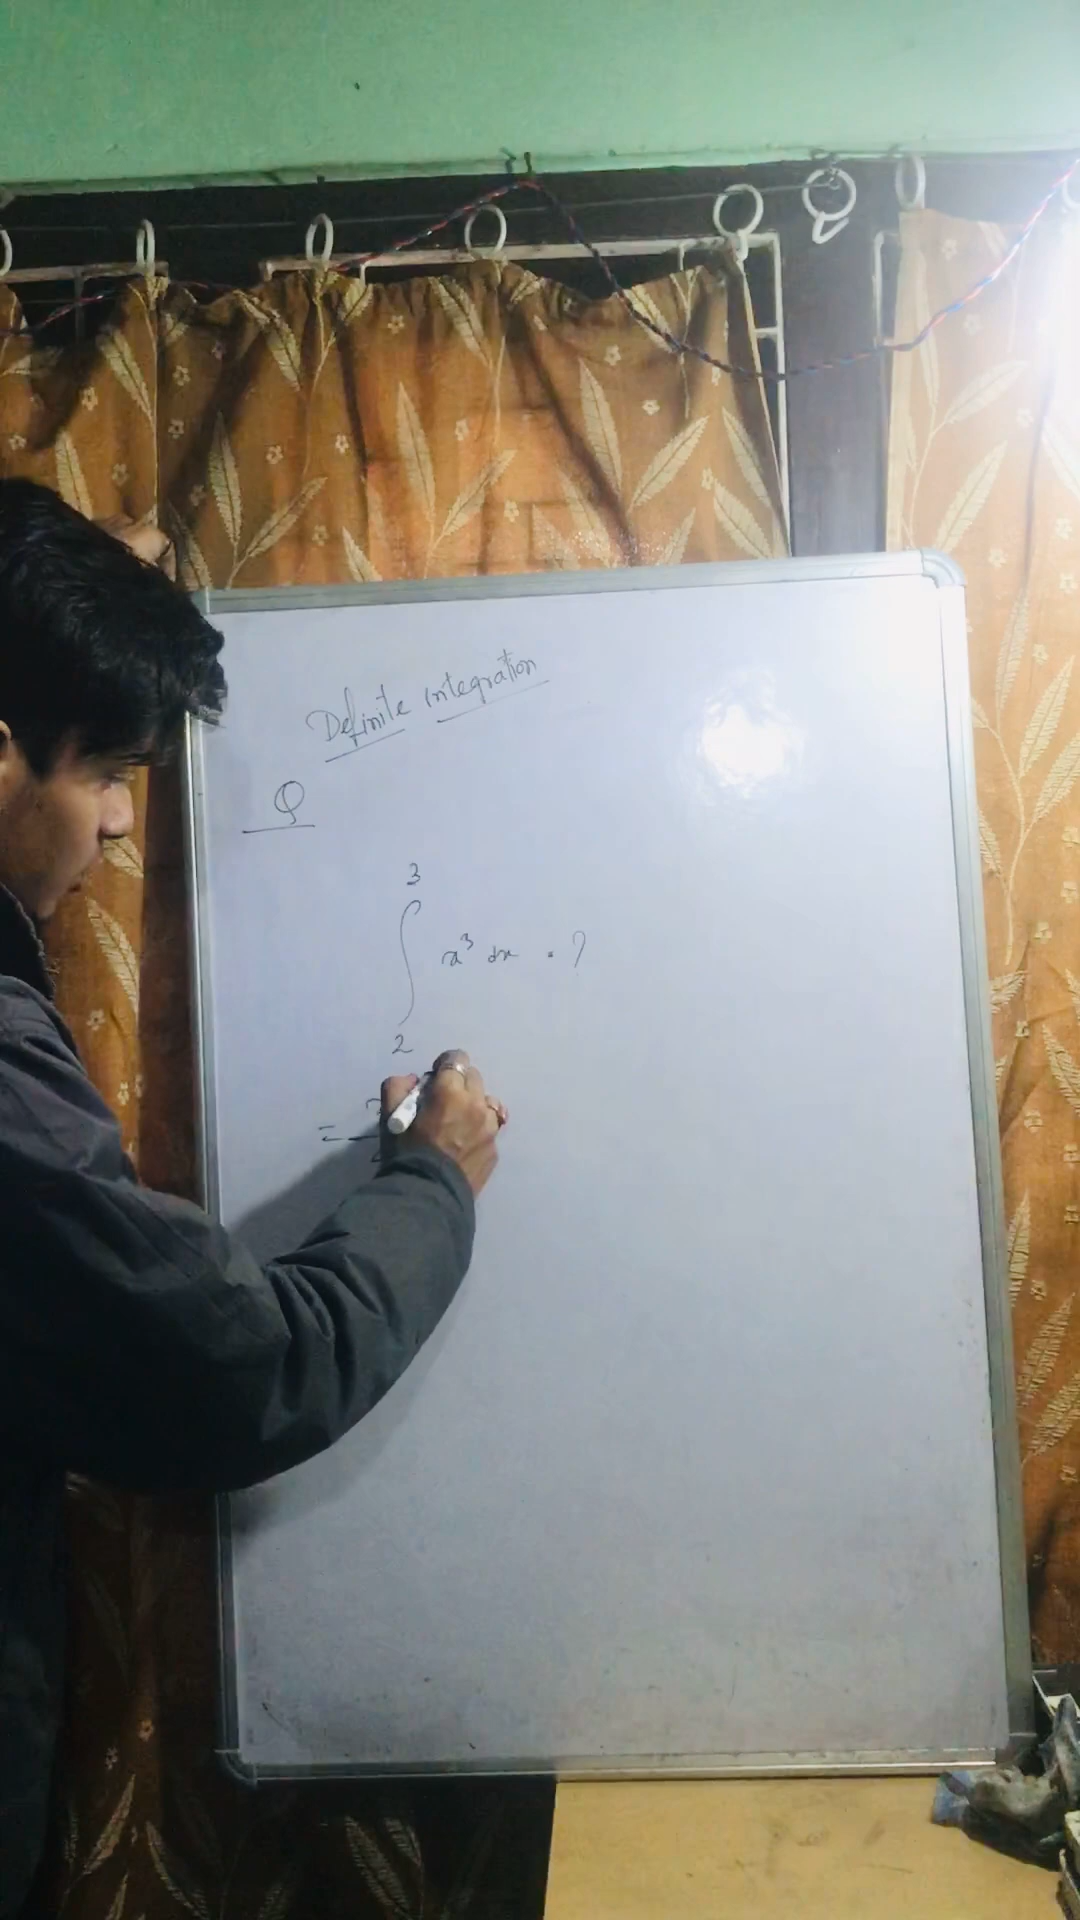 Definite integration
Q
3
∫ x³ dx = ?
2
=